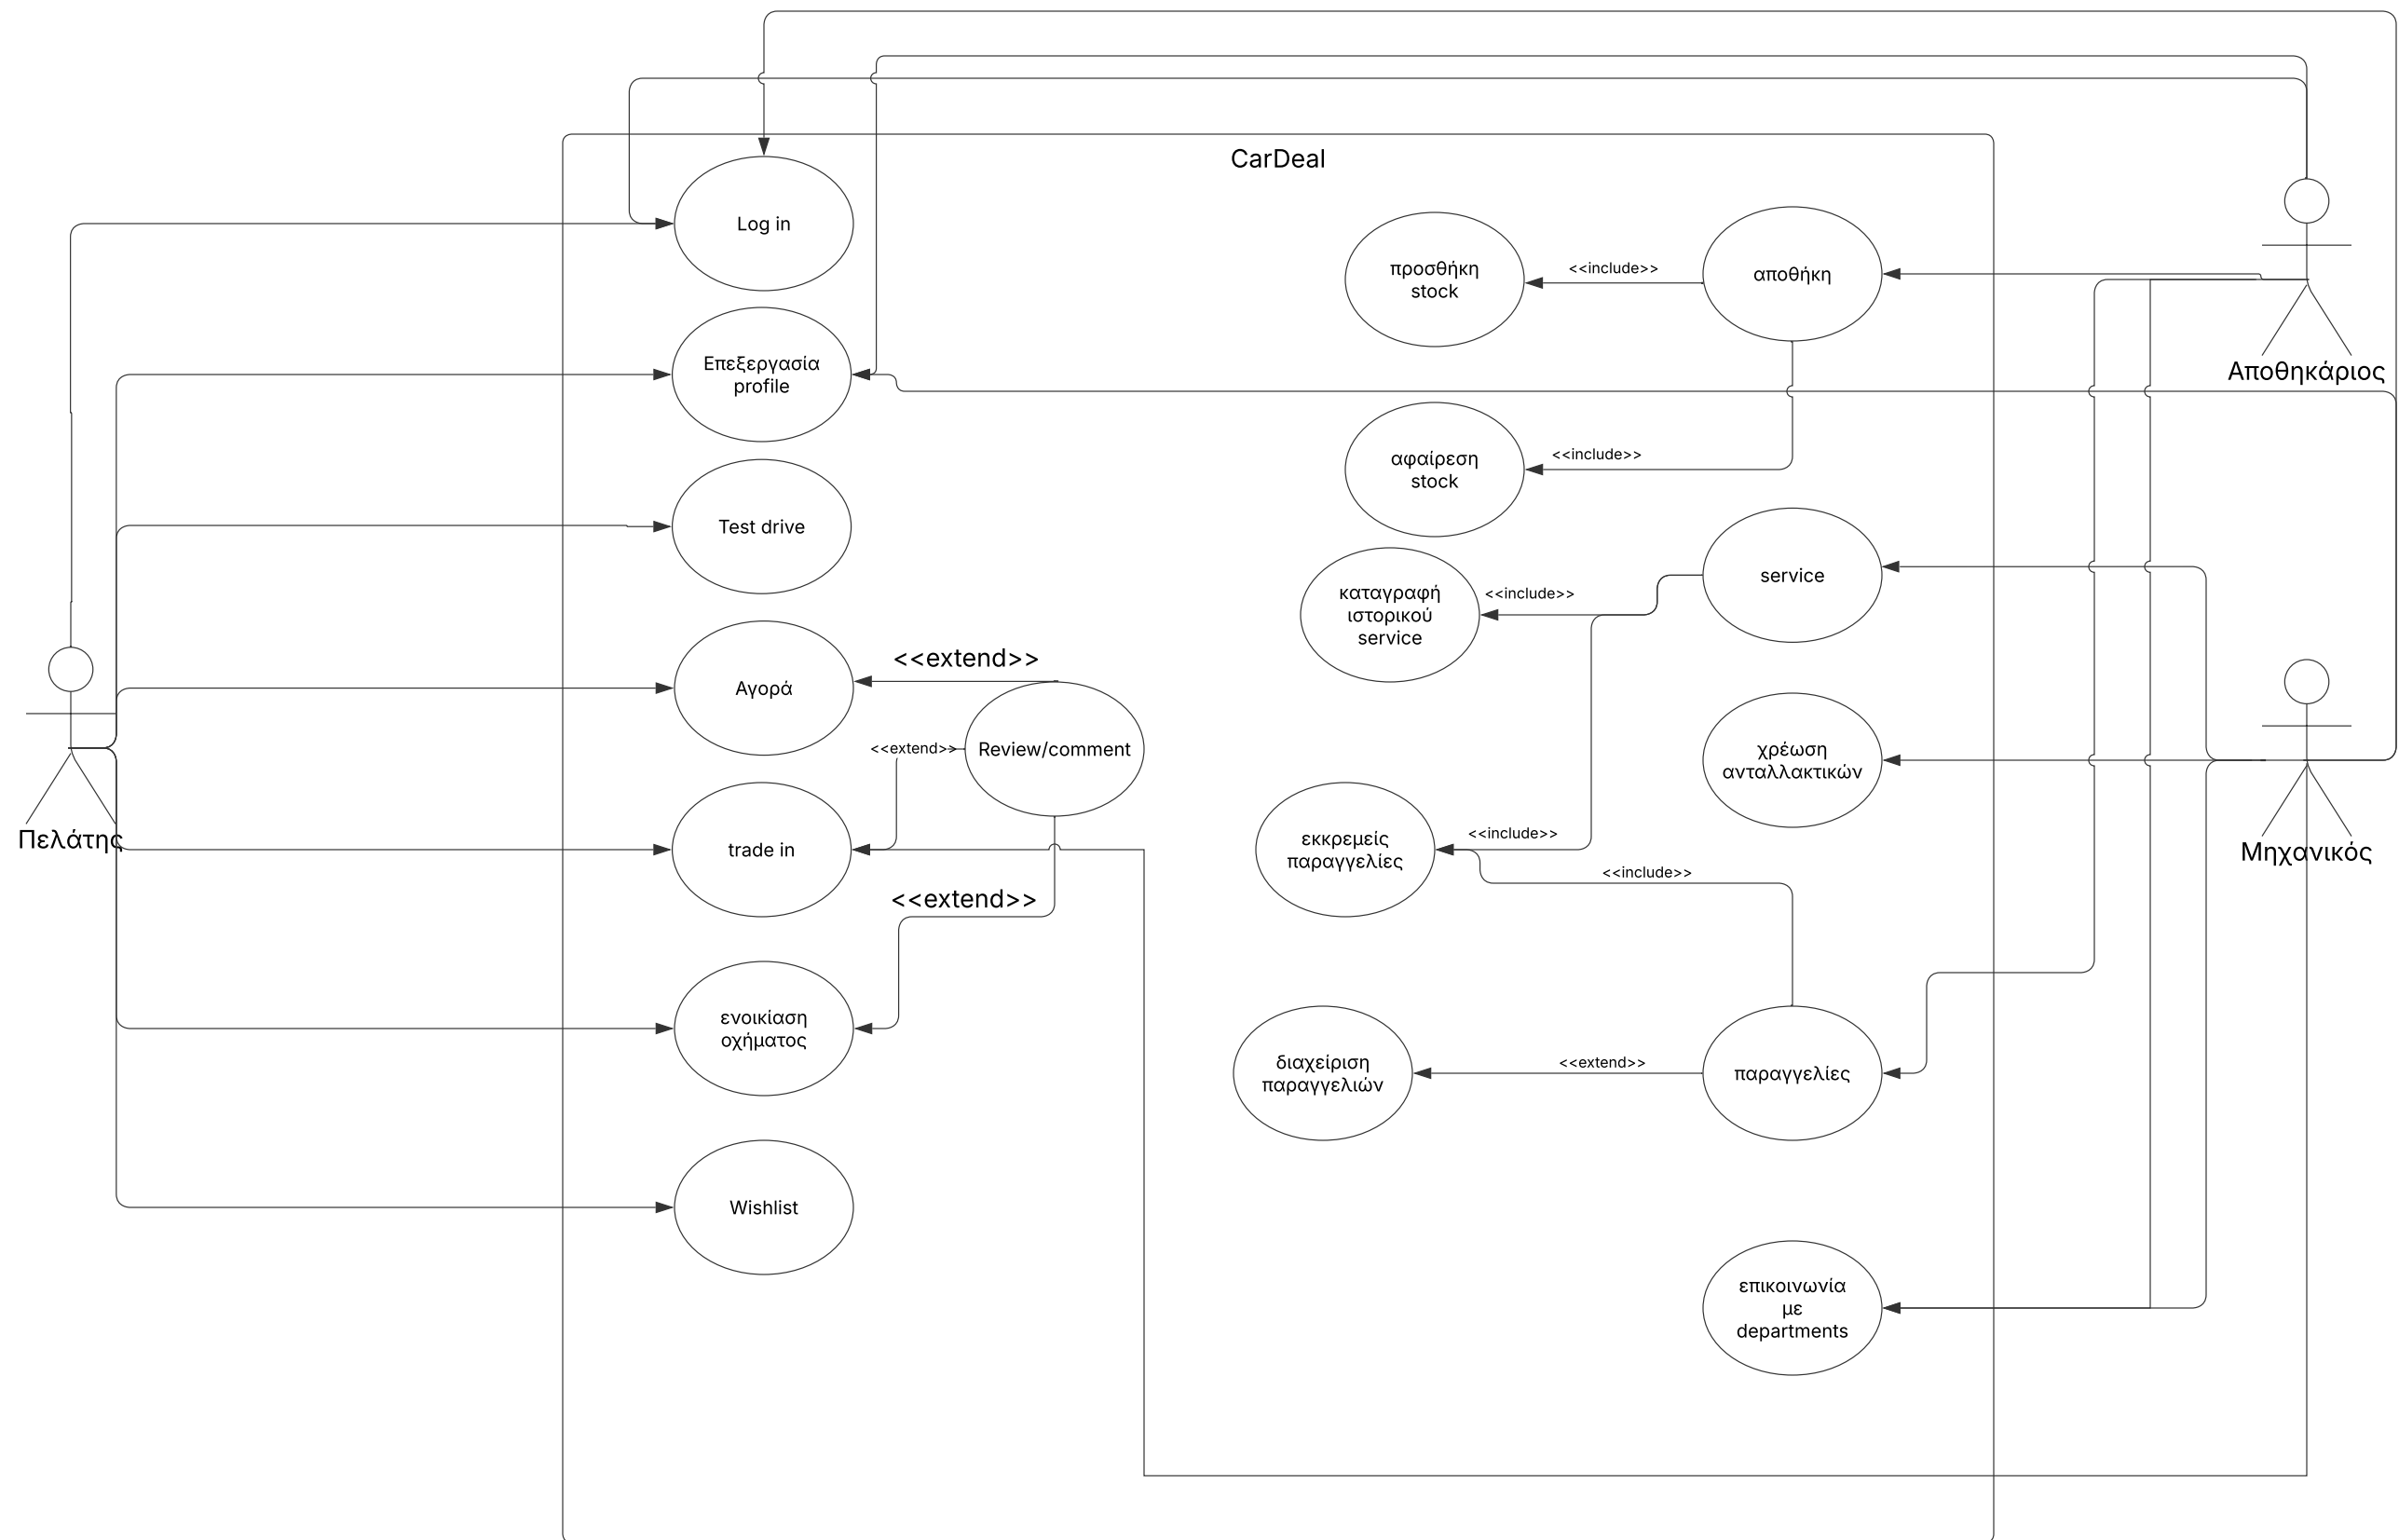 CarDeal
Log in
προσθήκη
stock
<<include>>
αποθήκη
Επεξεργασία
profile
Αποθηκάριος
αφαίρεση
stock
<<include>>
Test drive
καταγραφή
ιστορικού
service
<<include>>
service
<<extend>>
Αγορά
<<extend>>
Review/comment
χρέωση
ανταλλακτικών
Πελάτης
trade in
εκκρεμείς
παραγγελίες
<<include>>
<<include>>
Μηχανικός
<<extend>>
ενοικίαση
οχήματος
διαχείριση
παραγγελιών
<<extend>>
παραγγελίες
Wishlist
επικοινωνία
με
departments